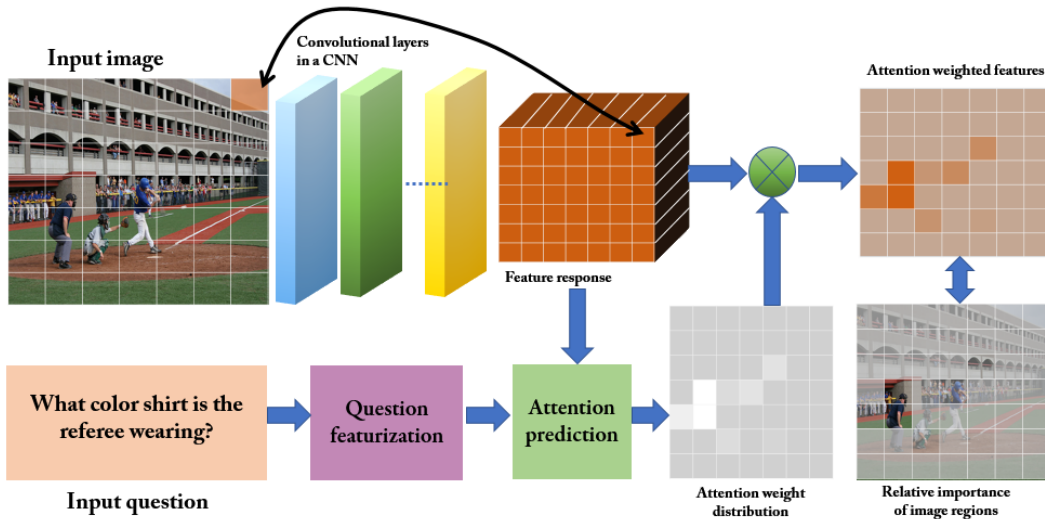 Input image
Convolutional layers
in a CNN
Feature response
Attention weighted features
What color shirt is the
referee wearing?
Input question
Question
featurization
Attention
prediction
Attention weight
distribution
Relative importance
of image regions